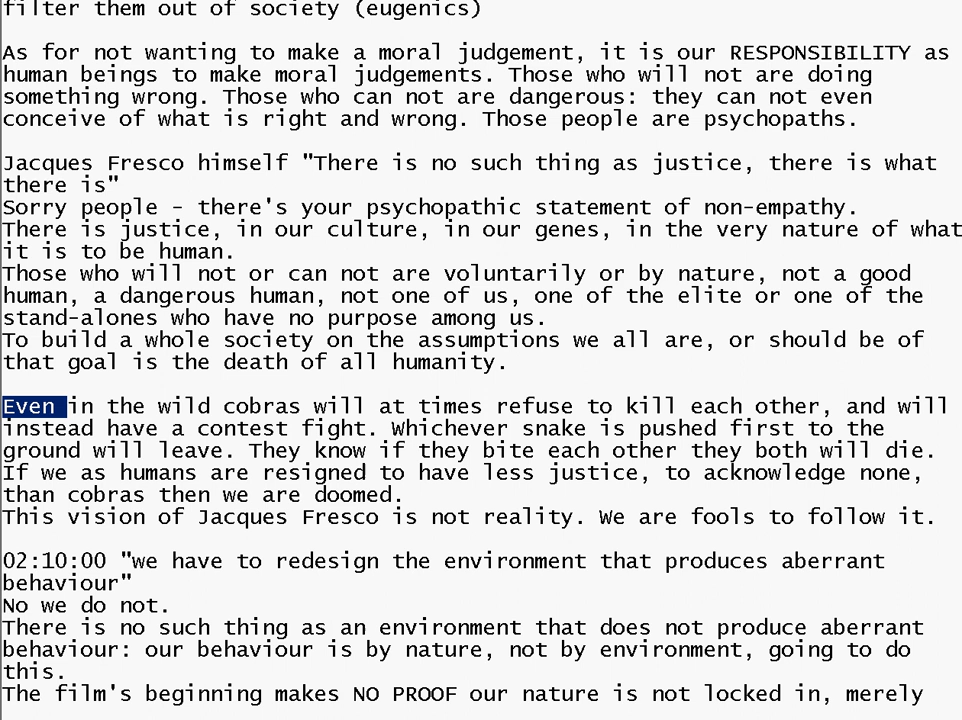 filter them out of society (eugenics)
As for not wanting to make a moral judgement, it is our RESPONSIBILITY as
human beings to make moral judgements. Those who will not are doing
something wrong. Those who can not are dangerous: they can not even
conceive of what is right and wrong. Those people are psychopaths.
Jacques Fresco himself "There is no such thing as justice, there is what
there is"
Sorry people - there's your psychopathic statement of non-empathy.
There is justice, in our culture, in our genes, in the very nature of what
it is to be human.
Those who will not or can not are voluntarily or by nature, not a good
human, a dangerous human, not one of us, one of the elite or one of the
stand-alones who have no purpose among us.
To build a whole society on the assumptions we all are, or should be of
that goal is the death of all humanity.
Even in the wild cobras will at times refuse to kill each other, and will
instead have a contest fight. Whichever snake is pushed first to the
ground will leave. They know if they bite each other they both will die.
If we as humans are resigned to have less justice, to acknowledge none,
than cobras then we are doomed.
This vision of Jacques Fresco is not reality. We are fools to follow it.
02:10:00 "we have to redesign the environment that produces aberrant
behaviour"
No we do not.
There is no such thing as an environment that does not produce aberrant
behaviour: our behaviour is by nature, not by environment, going to do
this.
The film's beginning makes NO PROOF our nature is not locked in, merely